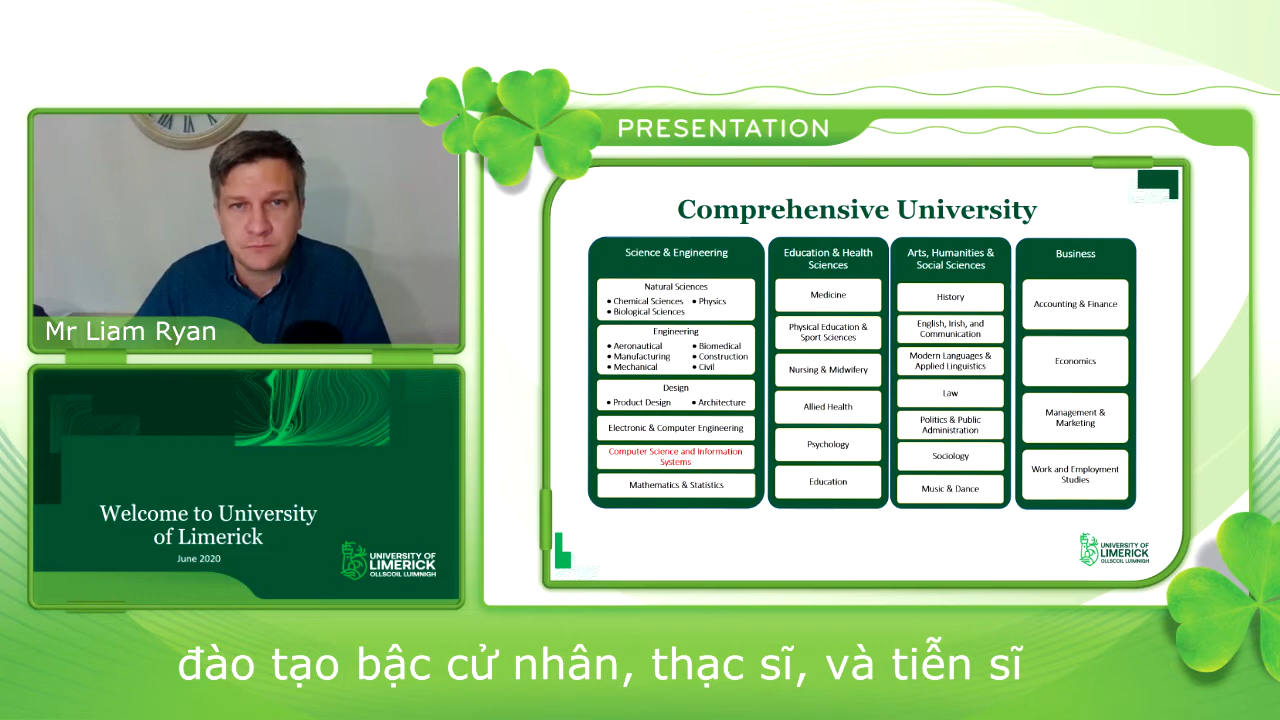 PRESENTATION
Mr Liam Ryan
Welcome to University
of Limerick
June 2020
UNIVERSITY OF
LIMERICK
OLLSCOIL LUIMNIGH
Comprehensive University
Science & Engineering
Natural Sciences
• Chemical Sciences • Physics
• Biological Sciences
Engineering
• Aeronautical • Biomedical
• Manufacturing • Construction
• Mechanical • Civil
Design
• Product Design • Architecture
Electronic & Computer Engineering
Computer Science and Information
Systems
Mathematics & Statistics
Education & Health
Sciences
Medicine
Physical Education &
Sport Sciences
Nursing & Midwifery
Allied Health
Psychology
Education
Arts, Humanities &
Social Sciences
History
English, Irish, and
Communication
Modern Languages &
Applied Linguistics
Law
Politics & Public
Administration
Sociology
Music & Dance
Business
Accounting & Finance
Economics
Management &
Marketing
Work and Employment
Studies
UNIVERSITY OF
LIMERICK
OLLSCOIL LUIMNIGH
đào tạo bậc cử nhân, thạc sĩ, và tiễn sĩ